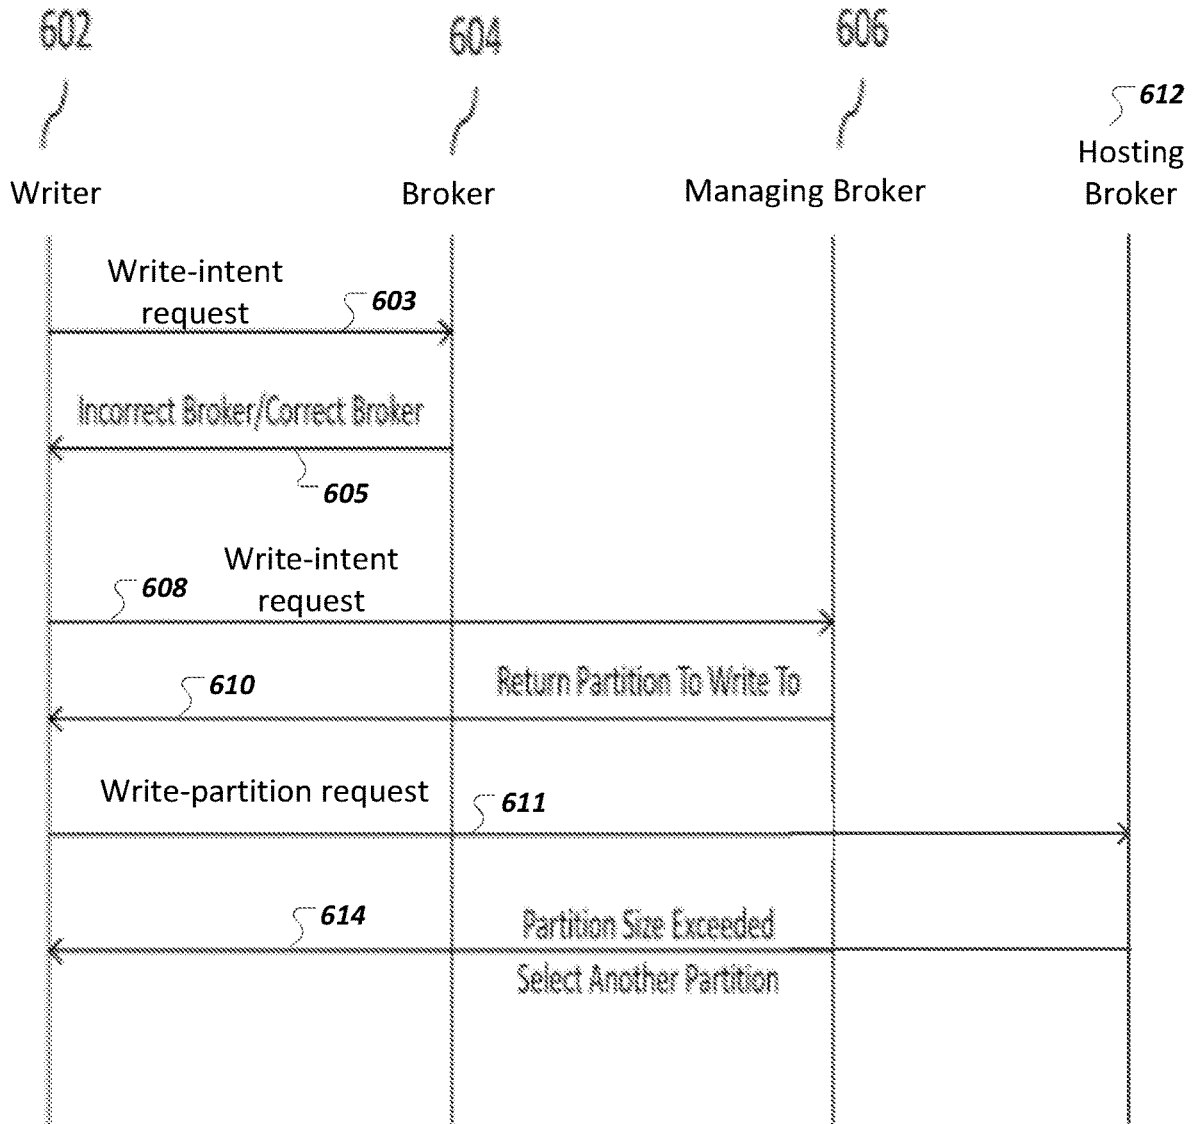 602
604
606
612
Writer
Broker
Managing Broker
Hosting
Broker
Write-intent
request
603
Incorrect Broker/Correct Broker
605
Write-intent
request
608
Return Partition To Write To
610
Write-partition request
611
614
Partition Size Exceeded
Select Another Partition